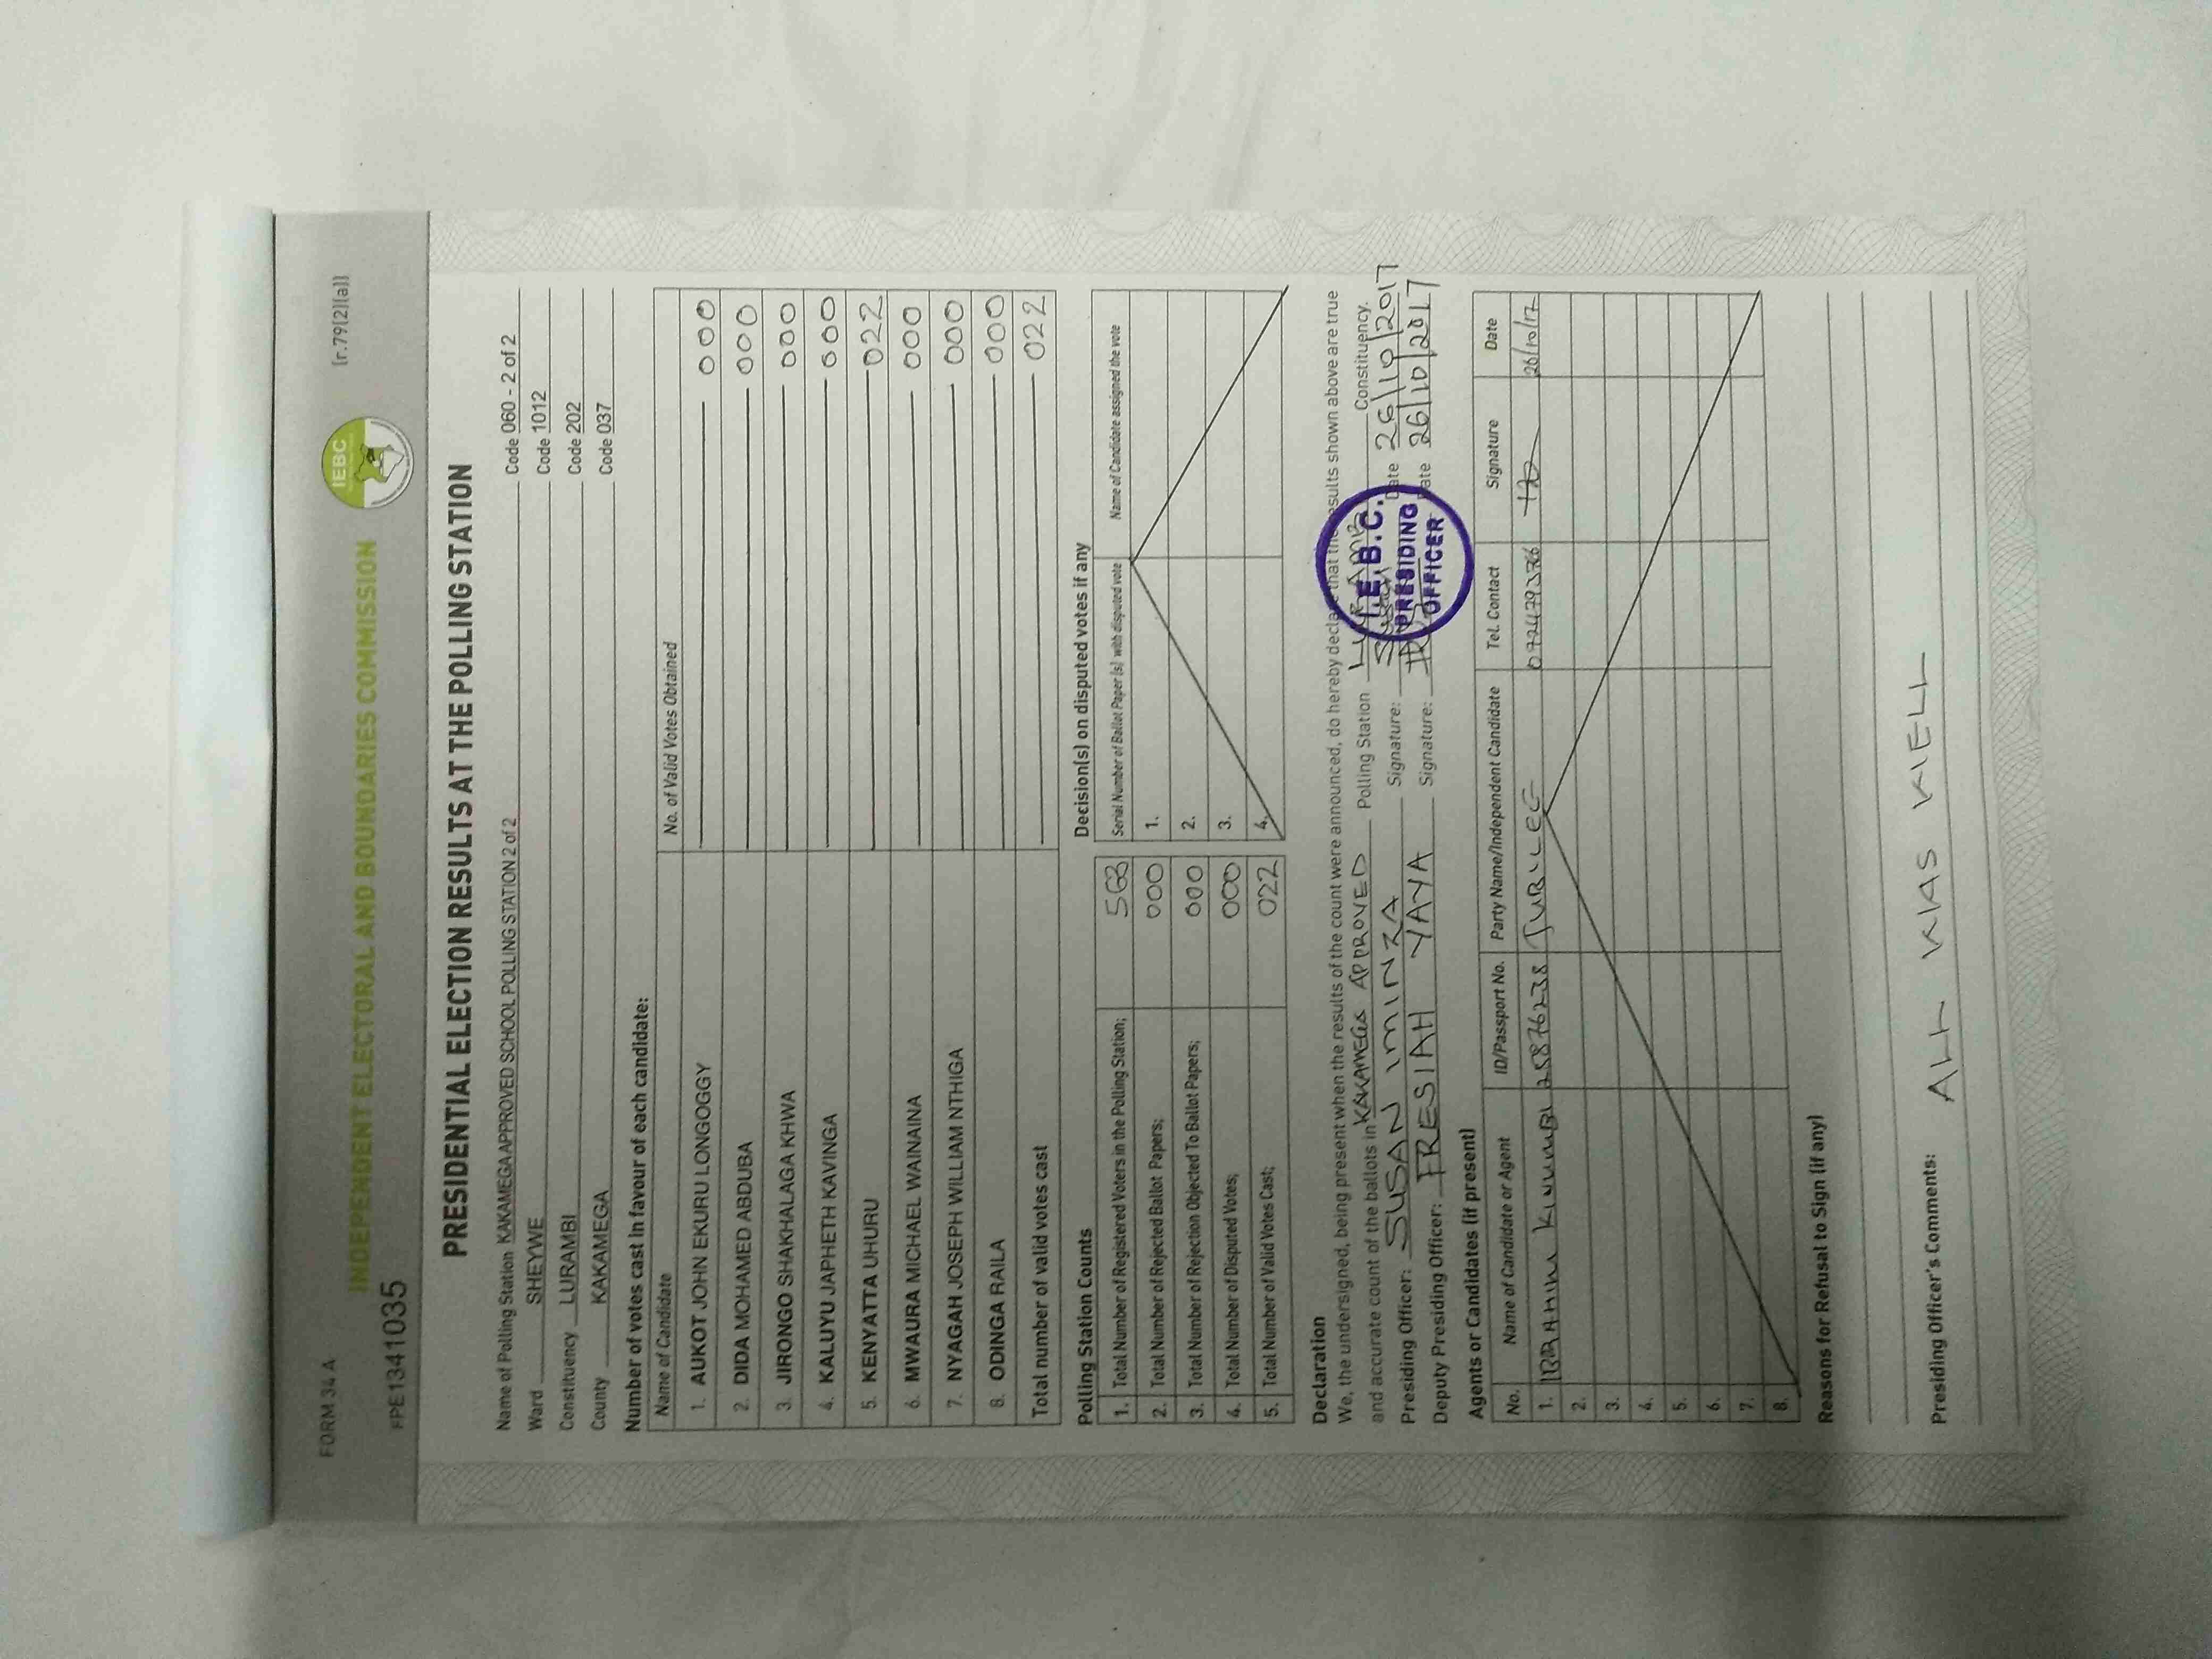 FORM 34 A
(r.79(2)(a))
INDEPENDENT ELECTORAL AND BOUNDARIES COMMISSION
IEBC
FPE1341035
PRESIDENTIAL ELECTION RESULTS AT THE POLLING STATION
Name of Polling Station KAKAMEGA APPROVED SCHOOL POLLING STATION 2 of 2 Code 060 - 2 of 2
Ward SHEYWE Code 1012
Constituency LURAMBI Code 202
County KAKAMEGA Code 037
Number of votes cast in favour of each candidate:
Name of Candidate No. of Valid Votes Obtained
1. AUKOT JOHN EKURU LONGOGGY 000
2. DIDA MOHAMED ABDUBA 000
3. JIRONGO SHAKHALAGA KHWA 000
4. KALUYU JAPHETH KAVINGA 000
5. KENYATTA UHURU 022
6. MWAURA MICHAEL WAINAINA 000
7. NYAGAH JOSEPH WILLIAM NTHIGA 000
8. ODINGA RAILA 000
Total number of valid votes cast 022
Polling Station Counts
1. Total Number of Registered Voters in the Polling Station;
2. Total Number of Rejected Ballot Papers; 000
3. Total Number of Rejection Objected To Ballot Papers; 000
4. Total Number of Disputed Votes; 000
5. Total Number of Valid Votes Cast; 022
Decision(s) on disputed votes if any
Serial Number of Ballot Paper (s) with disputed vote Name of Candidate assigned the vote
1.
2.
3.
4.
Declaration
We, the undersigned, being present when the results of the count were announced, do hereby declare that the results shown above are true
and accurate count of the ballots in KAKAMEGA APPROVED Polling Station LURAMBI Constituency.
Presiding Officer: SUSAN IMINZA Signature: Date 26/10/2017
Deputy Presiding Officer: FRESIAH YAYA Signature: Date 26/10/2017
I.E.B.C.
PRESIDING
OFFICER
Agents or Candidates (if present)
No. Name of Candidate or Agent ID/Passport No. Party Name/Independent Candidate Tel. Contact Signature Date
1. IBRAHIM 25876238 JUBILEE 26/10/17
2.
3.
4.
5.
6.
7.
8.
Reasons for Refusal to Sign (if any)
Presiding Officer's Comments: ALL WAS WELL